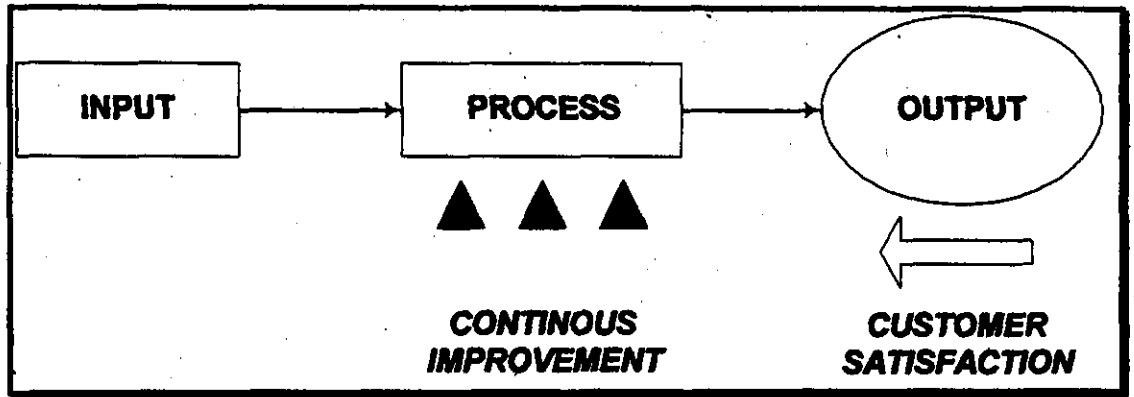 INPUT
PROCESS
OUTPUT
CONTINOUS
IMPROVEMENT
CUSTOMER
SATISFACTION